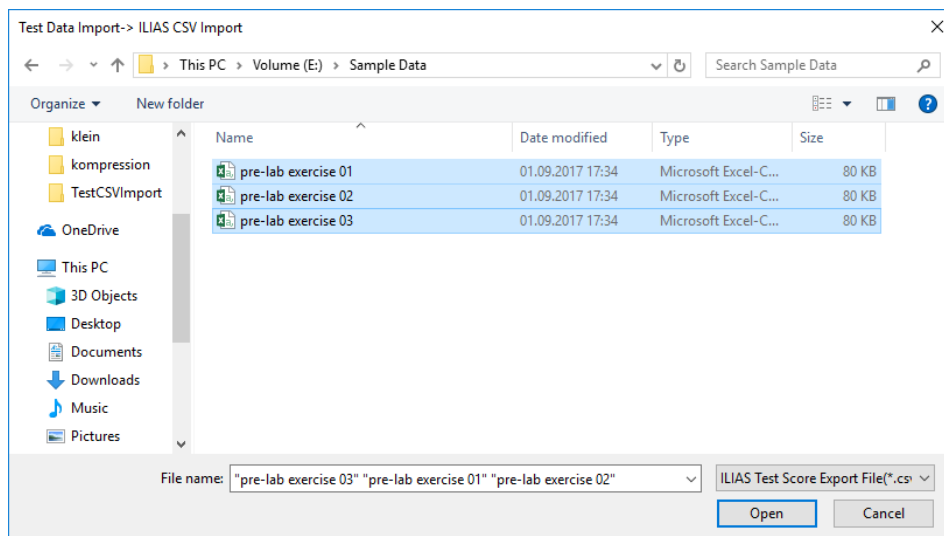 Test Data Import-> ILIAS CSV Import
This PC > Volume (E:) > Sample Data
Search Sample Data
Organize
New folder
?
klein
kompression
TestCSVImport
OneDrive
This PC
3D Objects
Desktop
Documents
Downloads
Music
Pictures
Name Date modified Type Size
pre-lab exercise 01 01.09.2017 17:34 Microsoft Excel-C... 80 KB
pre-lab exercise 02 01.09.2017 17:34 Microsoft Excel-C... 80 KB
pre-lab exercise 03 01.09.2017 17:34 Microsoft Excel-C... 80 KB
File name: "pre-lab exercise 03" "pre-lab exercise 01" "pre-lab exercise 02"
ILIAS Test Score Export File(*.csv
Open
Cancel